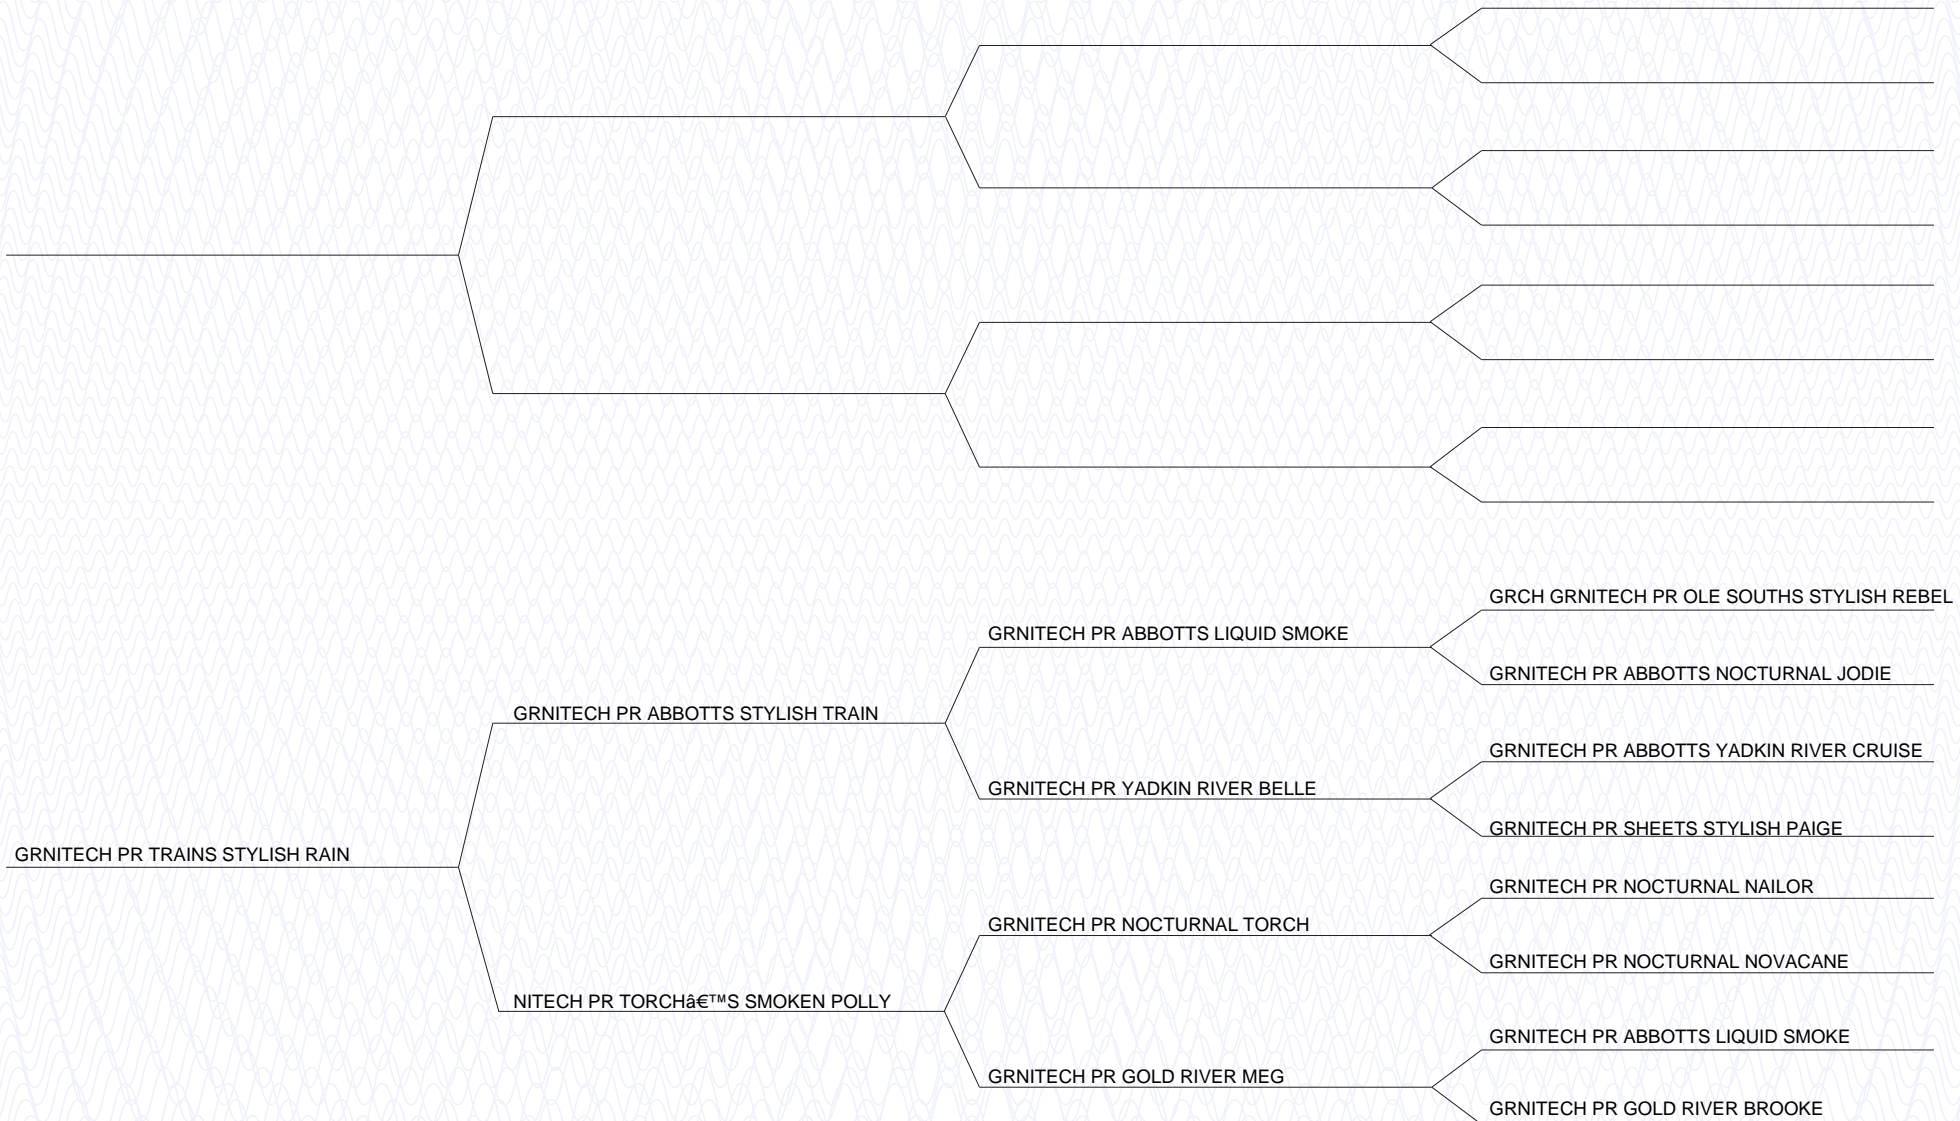 GRCH GRNITECH PR OLE SOUTHS STYLISH REBEL
GRNITECH PR ABBOTTS LIQUID SMOKE
GRNITECH PR ABBOTTS NOCTURNAL JODIE
GRNITECH PR ABBOTTS STYLISH TRAIN
GRNITECH PR ABBOTTS YADKIN RIVER CRUISE
GRNITECH PR YADKIN RIVER BELLE
GRNITECH PR SHEETS STYLISH PAIGE
GRNITECH PR TRAINS STYLISH RAIN
GRNITECH PR NOCTURNAL NAILOR
GRNITECH PR NOCTURNAL TORCH
GRNITECH PR NOCTURNAL NOVACANE
NITECH PR TORCHâ€™S SMOKEN POLLY
GRNITECH PR ABBOTTS LIQUID SMOKE
GRNITECH PR GOLD RIVER MEG
GRNITECH PR GOLD RIVER BROOKE